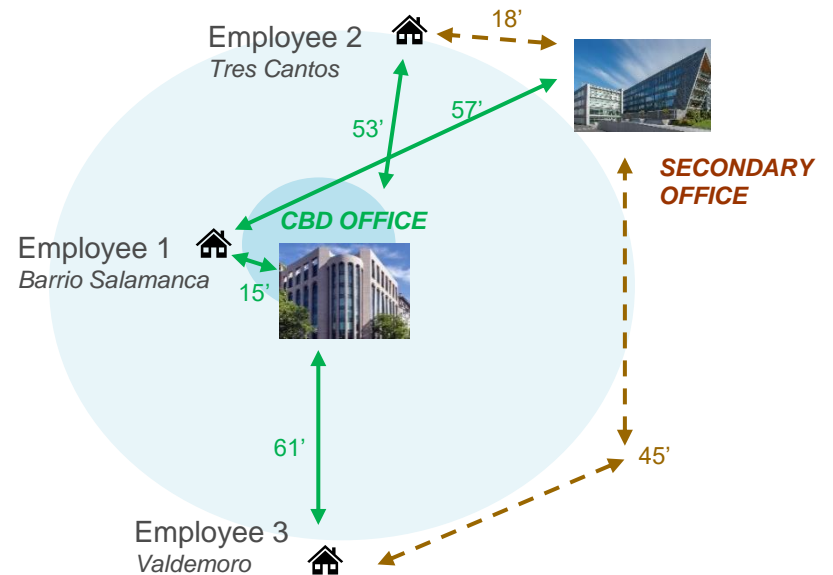 Employee 2
Tres Cantos
18’
53’
57’
SECONDARY
OFFICE
CBD OFFICE
Employee 1
Barrio Salamanca
15’
61’
45’
Employee 3
Valdemoro